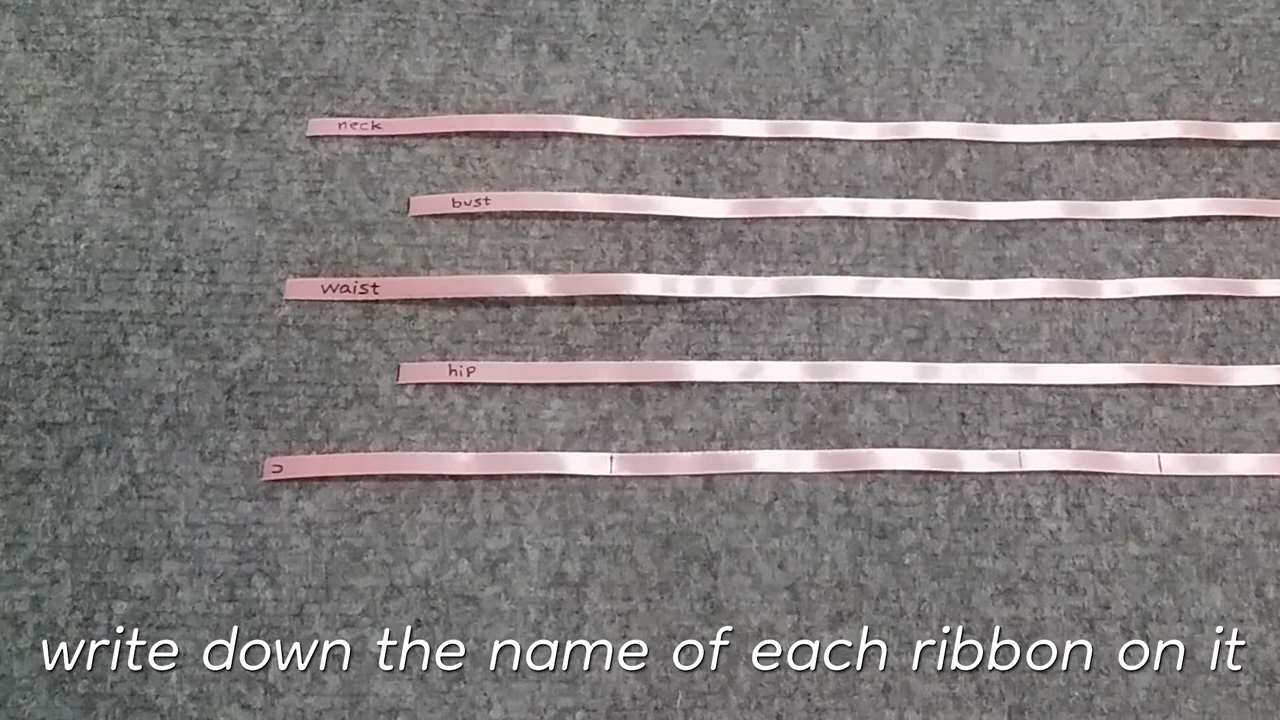 neck
bust
waist
hip
write down the name of each ribbon on it